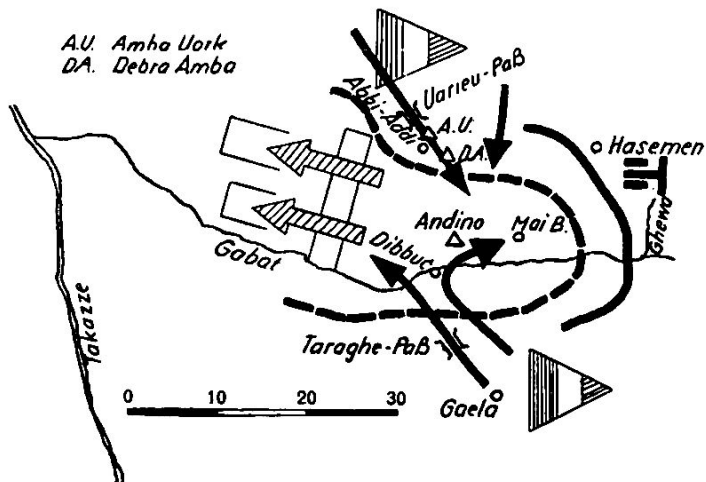 A.U. Amha Uork
DA. Debra Amba
Uarieu-Paß
Abbi-Addi
A.U.
DA.
Hasemen
Ghewa
Andino
Mai B.
Dibbuc
Gabat
Takazze
Taraghe-Paß
Gaela
0 10 20 30